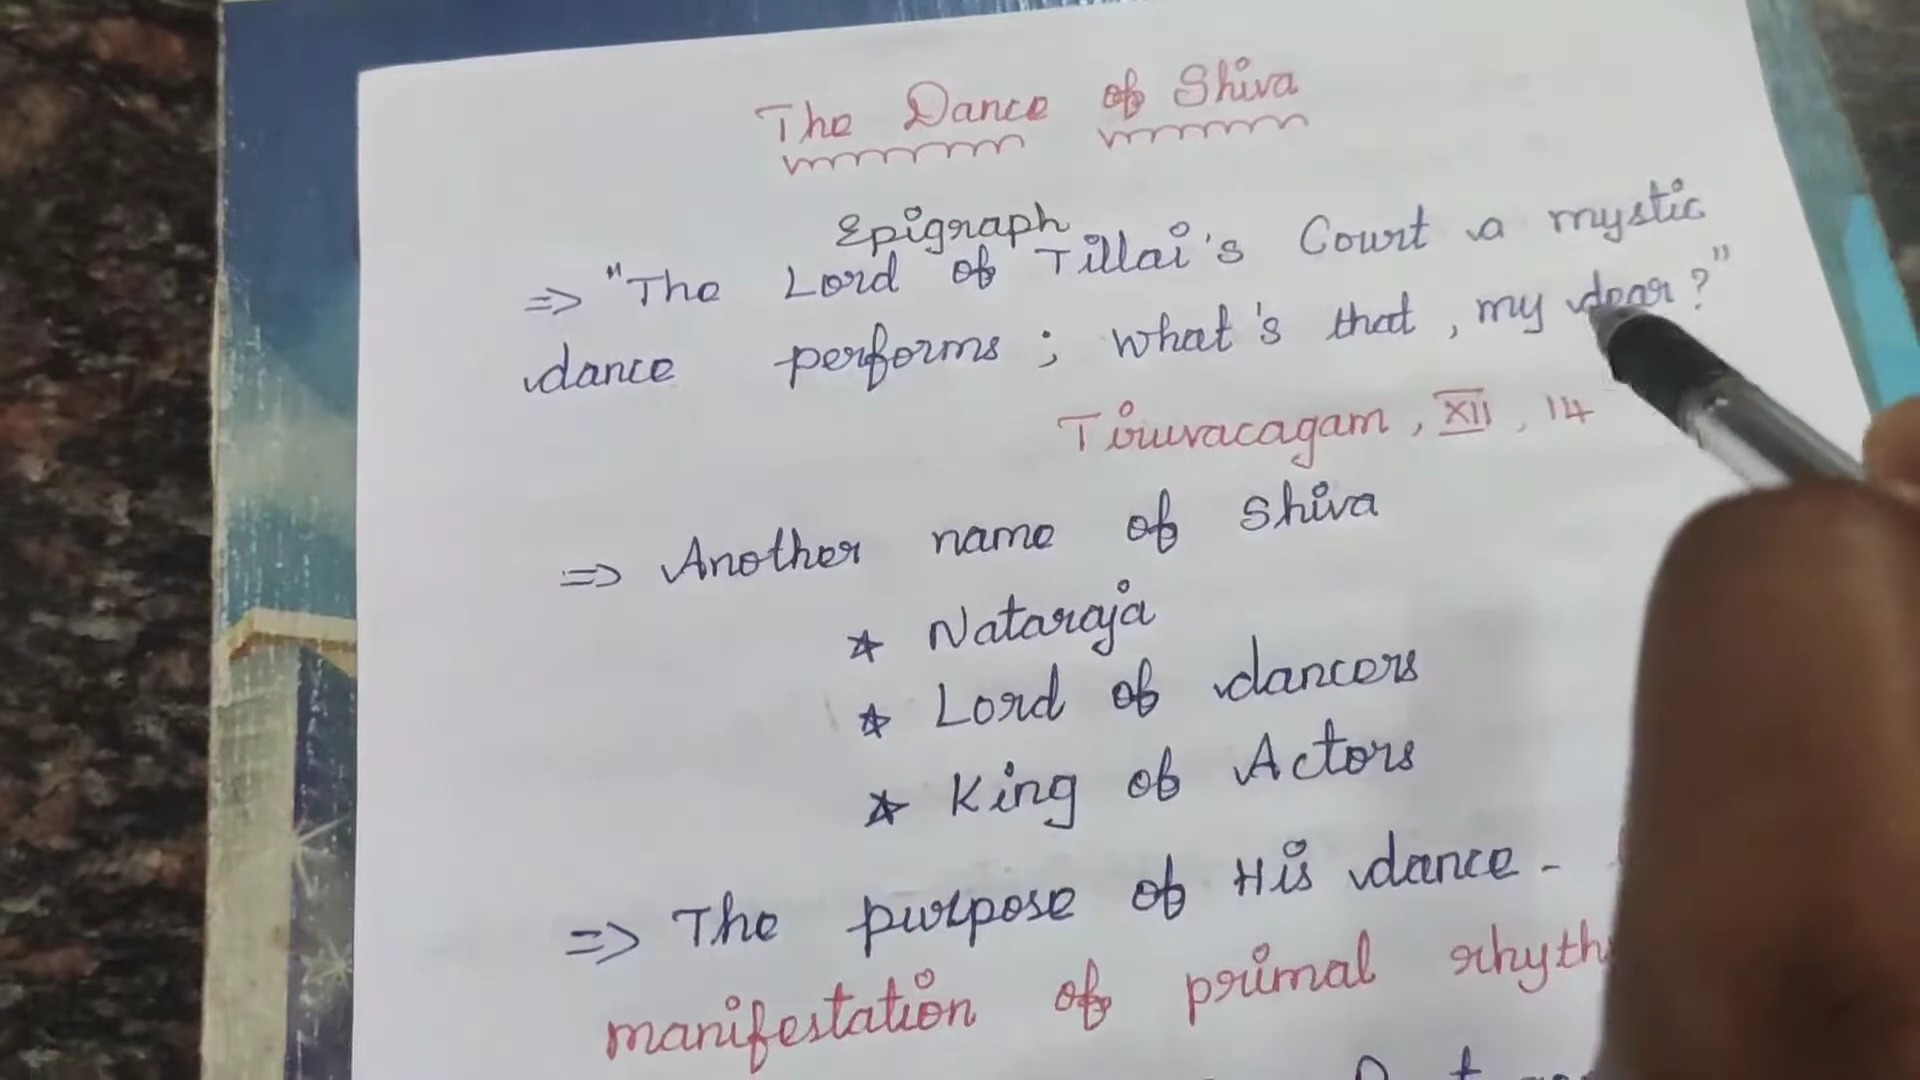 The Dance of Shiva
Epigraph
⇒ "The Lord of Tillai's Court a mystic
dance performs; what's that, my dear?"
Tiruvacagam, XII, 14
⇒ Another name of Shiva
☆ Nataraja
☆ Lord of dancers
☆ King of Actors
⇒ The purpose of His dance -
manifestation of primal rhyth